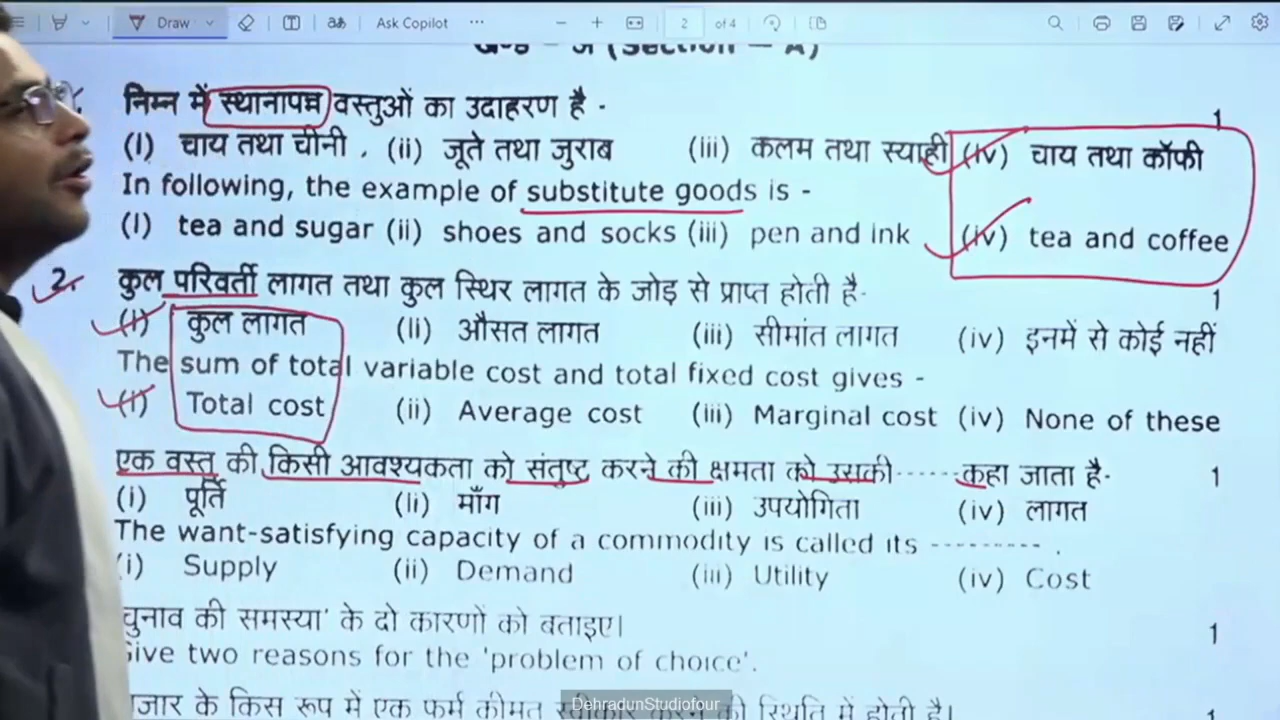 Draw
Ask Copilot
2 of 4
(Section – A)
निम्न में स्थानापन्न वस्तुओं का उदाहरण है - 1
(i) चाय तथा चीनी . (ii) जूते तथा जुराब (iii) कलम तथा स्याही (iv) चाय तथा कॉफी
In following, the example of substitute goods is -
(i) tea and sugar (ii) shoes and socks (iii) pen and ink (iv) tea and coffee
2. कुल परिवर्ती लागत तथा कुल स्थिर लागत के जोड़ से प्राप्त होती है- 1
(i) कुल लागत (ii) औसत लागत (iii) सीमांत लागत (iv) इनमें से कोई नहीं
The sum of total variable cost and total fixed cost gives -
(i) Total cost (ii) Average cost (iii) Marginal cost (iv) None of these
एक वस्तु की किसी आवश्यकता को संतुष्ट करने की क्षमता को उसकी ------ कहा जाता है- 1
(i) पूर्ति (ii) माँग (iii) उपयोगिता (iv) लागत
The want-satisfying capacity of a commodity is called its --------- .
(i) Supply (ii) Demand (iii) Utility (iv) Cost
चुनाव की समस्या' के दो कारणों को बताइए। 1
Give two reasons for the 'problem of choice'.
के किस रूप में एक फर्म कीमत स्वीकार करने की स्थिति में होती है। 1
DehradunStudiofour